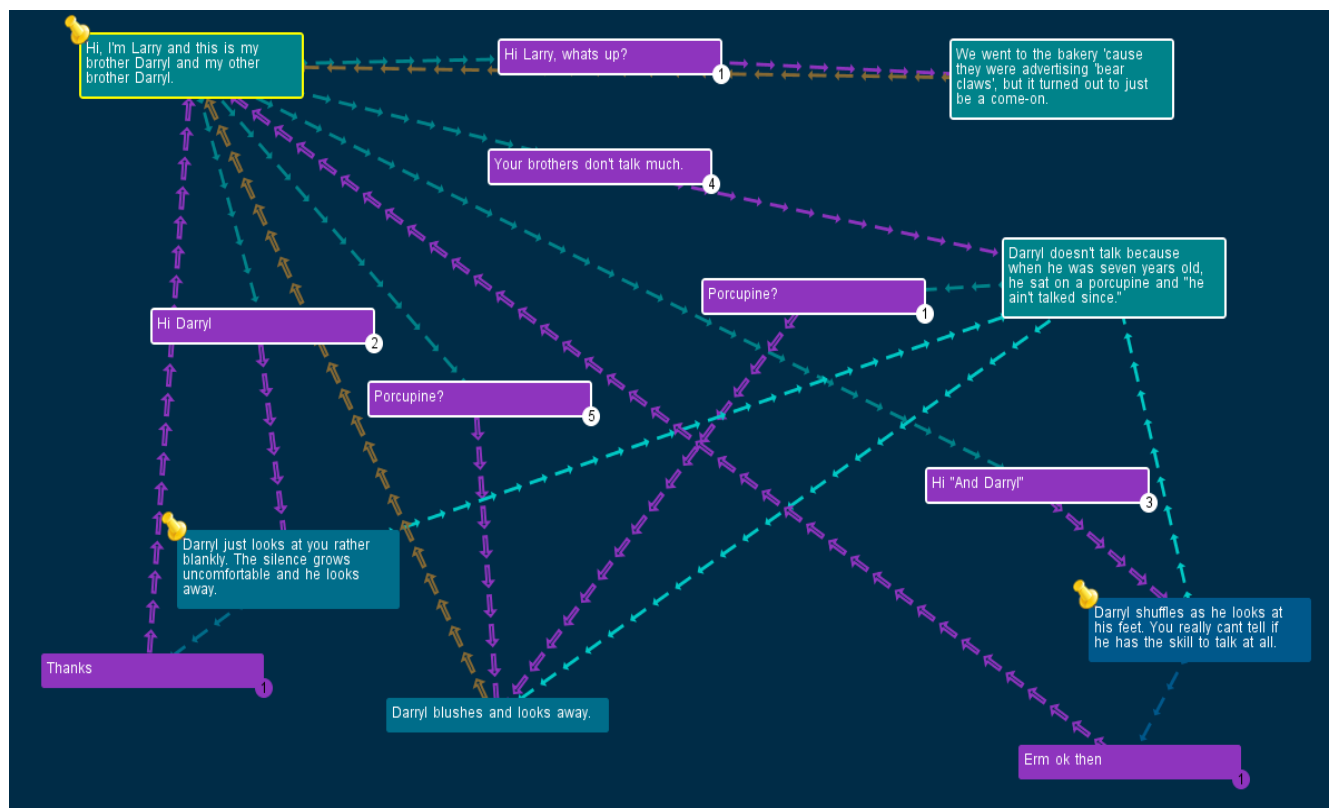 Hi, I'm Larry and this is my
brother Darryl and my other
brother Darryl.
Hi Larry, whats up?
1
We went to the bakery 'cause
they were advertising 'bear
claws', but it turned out to just
be a come-on.
Your brothers don't talk much.
4
Darryl doesn't talk because
when he was seven years old,
he sat on a porcupine and "he
ain't talked since."
Porcupine?
1
Hi Darryl
2
Porcupine?
5
Hi "And Darryl"
3
Darryl just looks at you rather
blankly. The silence grows
uncomfortable and he looks
away.
Darryl shuffles as he looks at
his feet. You really cant tell if
he has the skill to talk at all.
Thanks
1
Darryl blushes and looks away.
Erm ok then
1